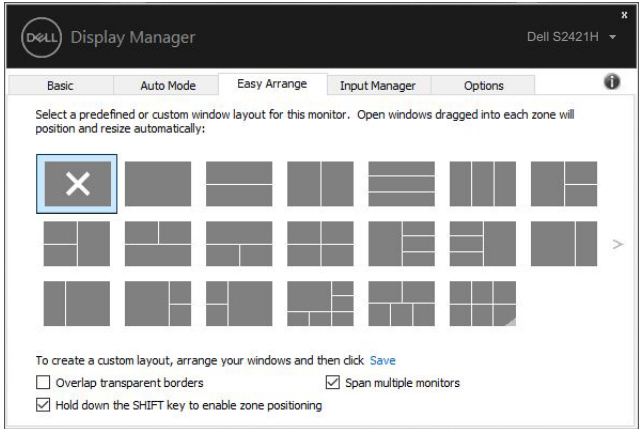 x
DELL Display Manager
Dell S2421H
Basic Auto Mode Easy Arrange Input Manager Options
Select a predefined or custom window layout for this monitor. Open windows dragged into each zone will
position and resize automatically:
To create a custom layout, arrange your windows and then click Save
Overlap transparent borders Span multiple monitors
Hold down the SHIFT key to enable zone positioning